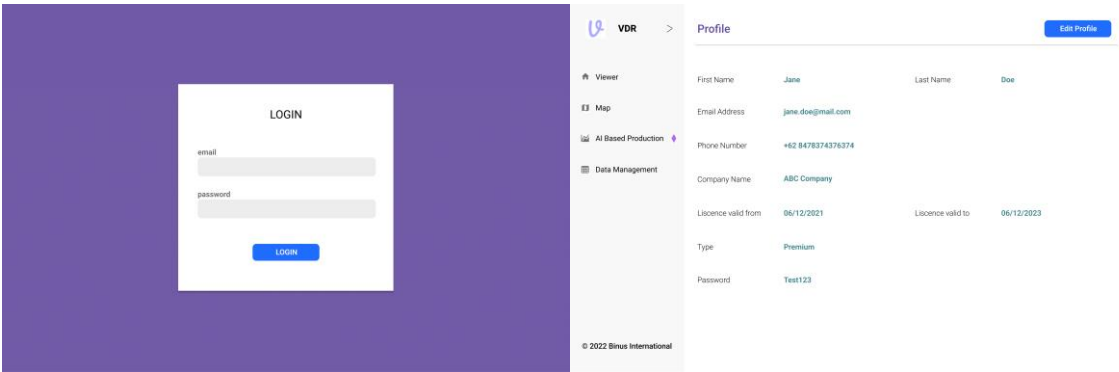 LOGIN
email
password
LOGIN
VDR >
Viewer
Map
AI Based Production
Data Management
© 2022 Binus International
Profile
Edit Profile
First Name Jane Last Name Doe
Email Address jane.doe@mail.com
Phone Number +62 8478374376374
Company Name ABC Company
Liscence valid from 06/12/2021 Liscence valid to 06/12/2023
Type Premium
Password Test123